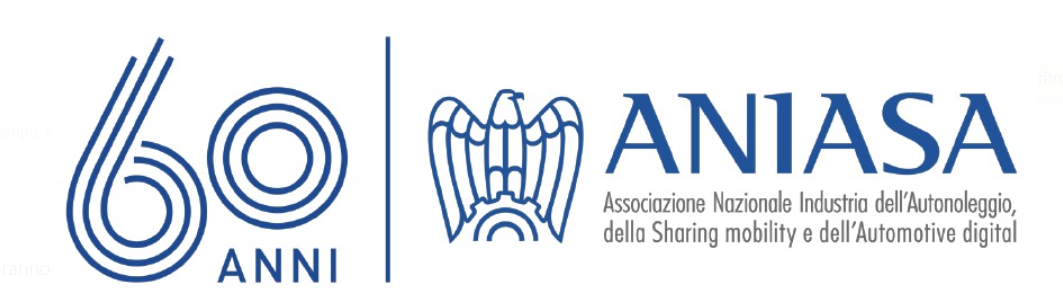 60
ANNI
ANIASA
Associazione Nazionale Industria dell'Autonoleggio,
della Sharing mobility e dell'Automotive digital